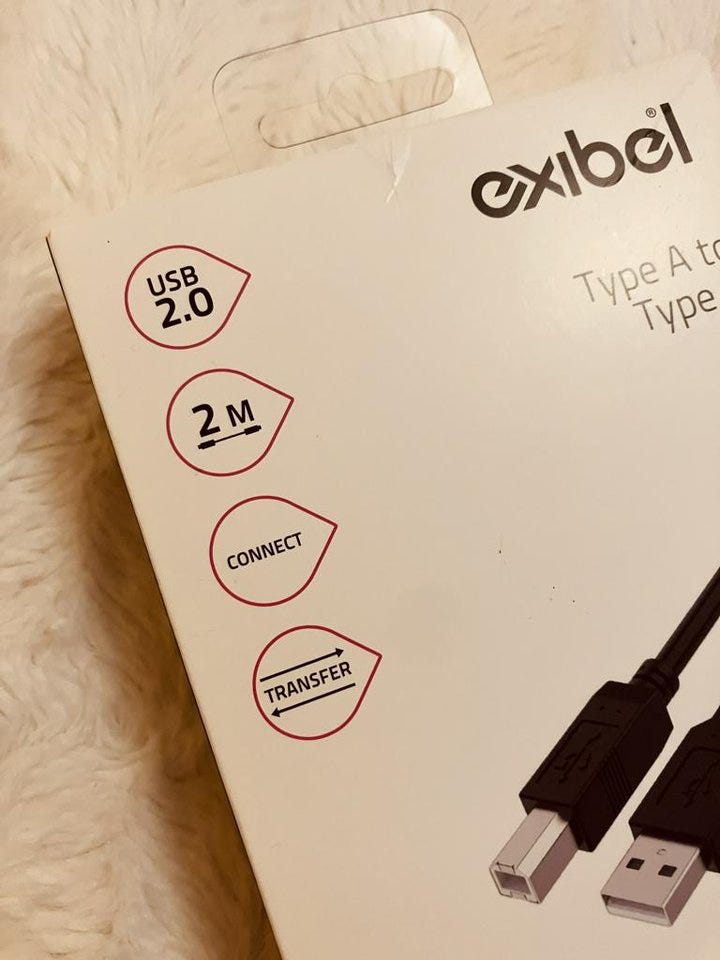 exibel®
Type A to
Type
USB
2.0
2 M
CONNECT
TRANSFER